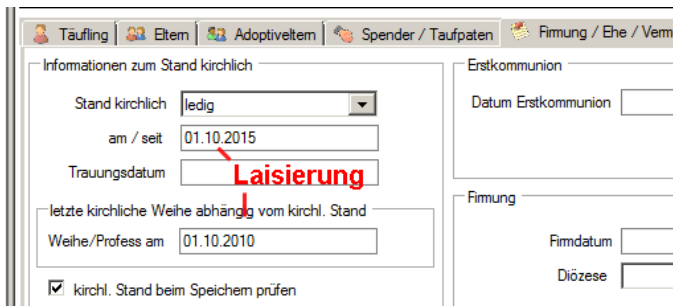 Täufling Eltern Adoptiveltern Spender / Taufpaten Firmung / Ehe / Verm
Informationen zum Stand kirchlich
Stand kirchlich ledig
am / seit 01.10.2015
Trauungsdatum
Laisierung
letzte kirchliche Weihe abhängig vom kirchl. Stand
Weihe/Profess am 01.10.2010
kirchl. Stand beim Speichern prüfen
Erstkommunion
Datum Erstkommunion
Firmung
Firmdatum
Diözese